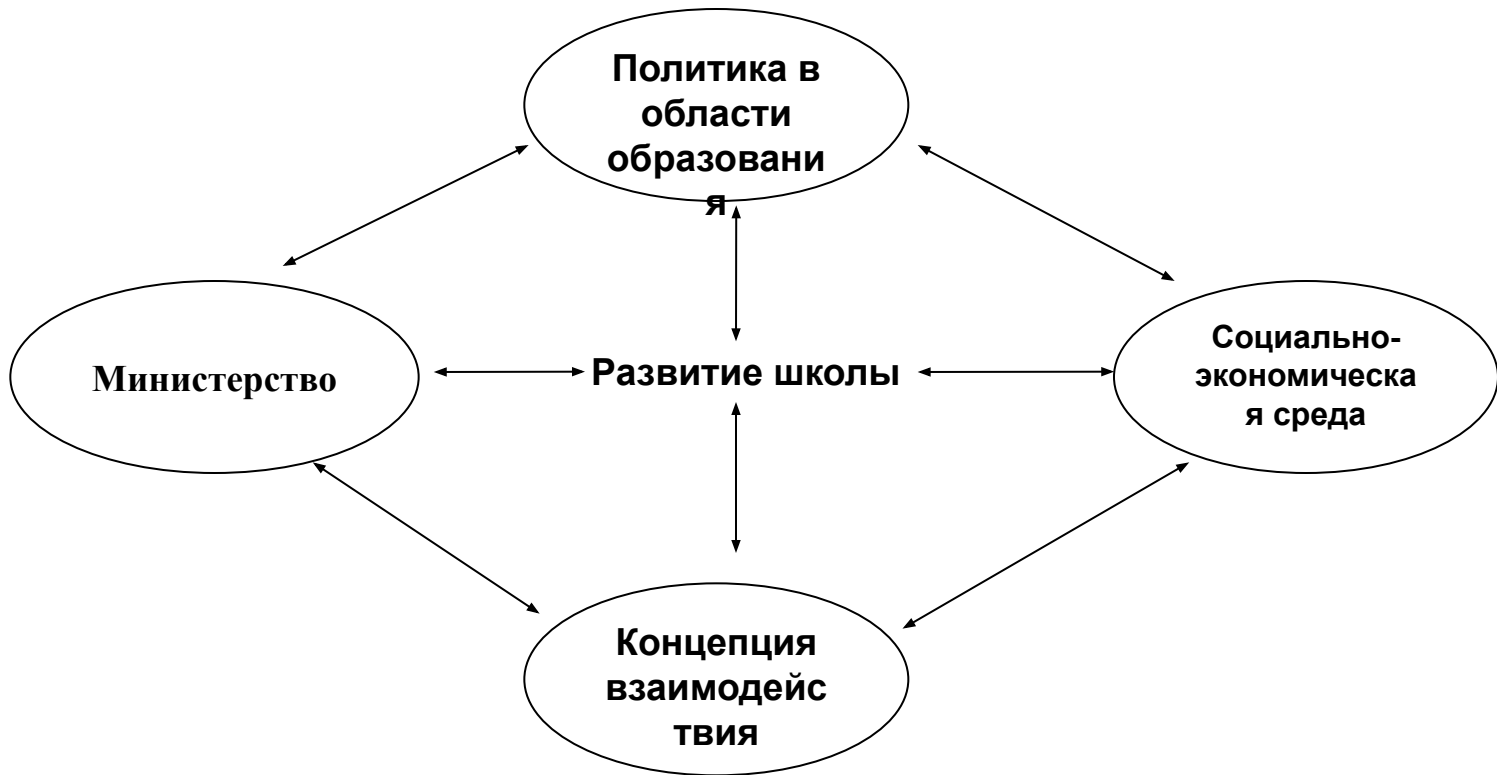 Политика в
области
образовани
я
Министерство
Развитие школы
Социально-
экономическа
я среда
Концепция
взаимодейс
твия